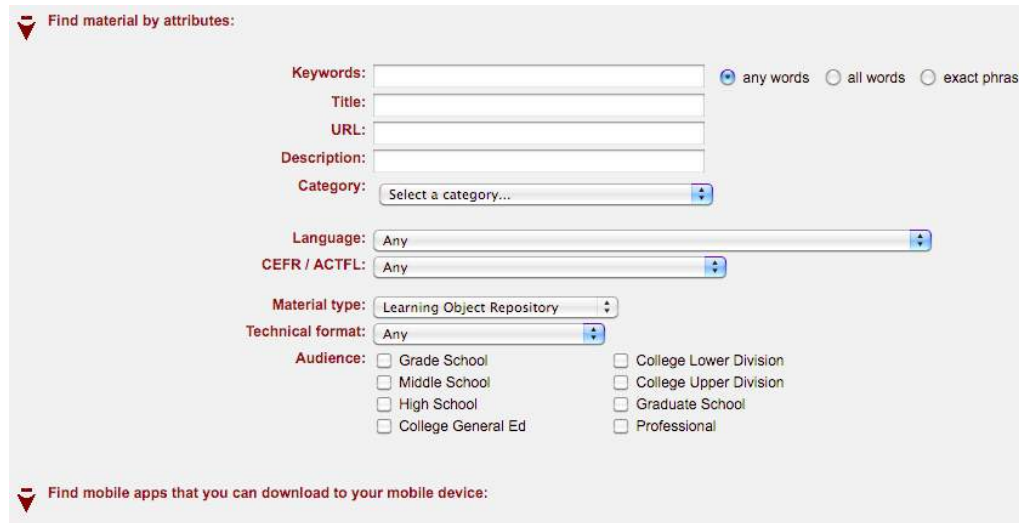 Find material by attributes:
Keywords: any words all words exact phras
Title:
URL:
Description:
Category: Select a category...
Language: Any
CEFR / ACTFL: Any
Material type: Learning Object Repository
Technical format: Any
Audience: Grade School College Lower Division
Middle School College Upper Division
High School Graduate School
College General Ed Professional
Find mobile apps that you can download to your mobile device: